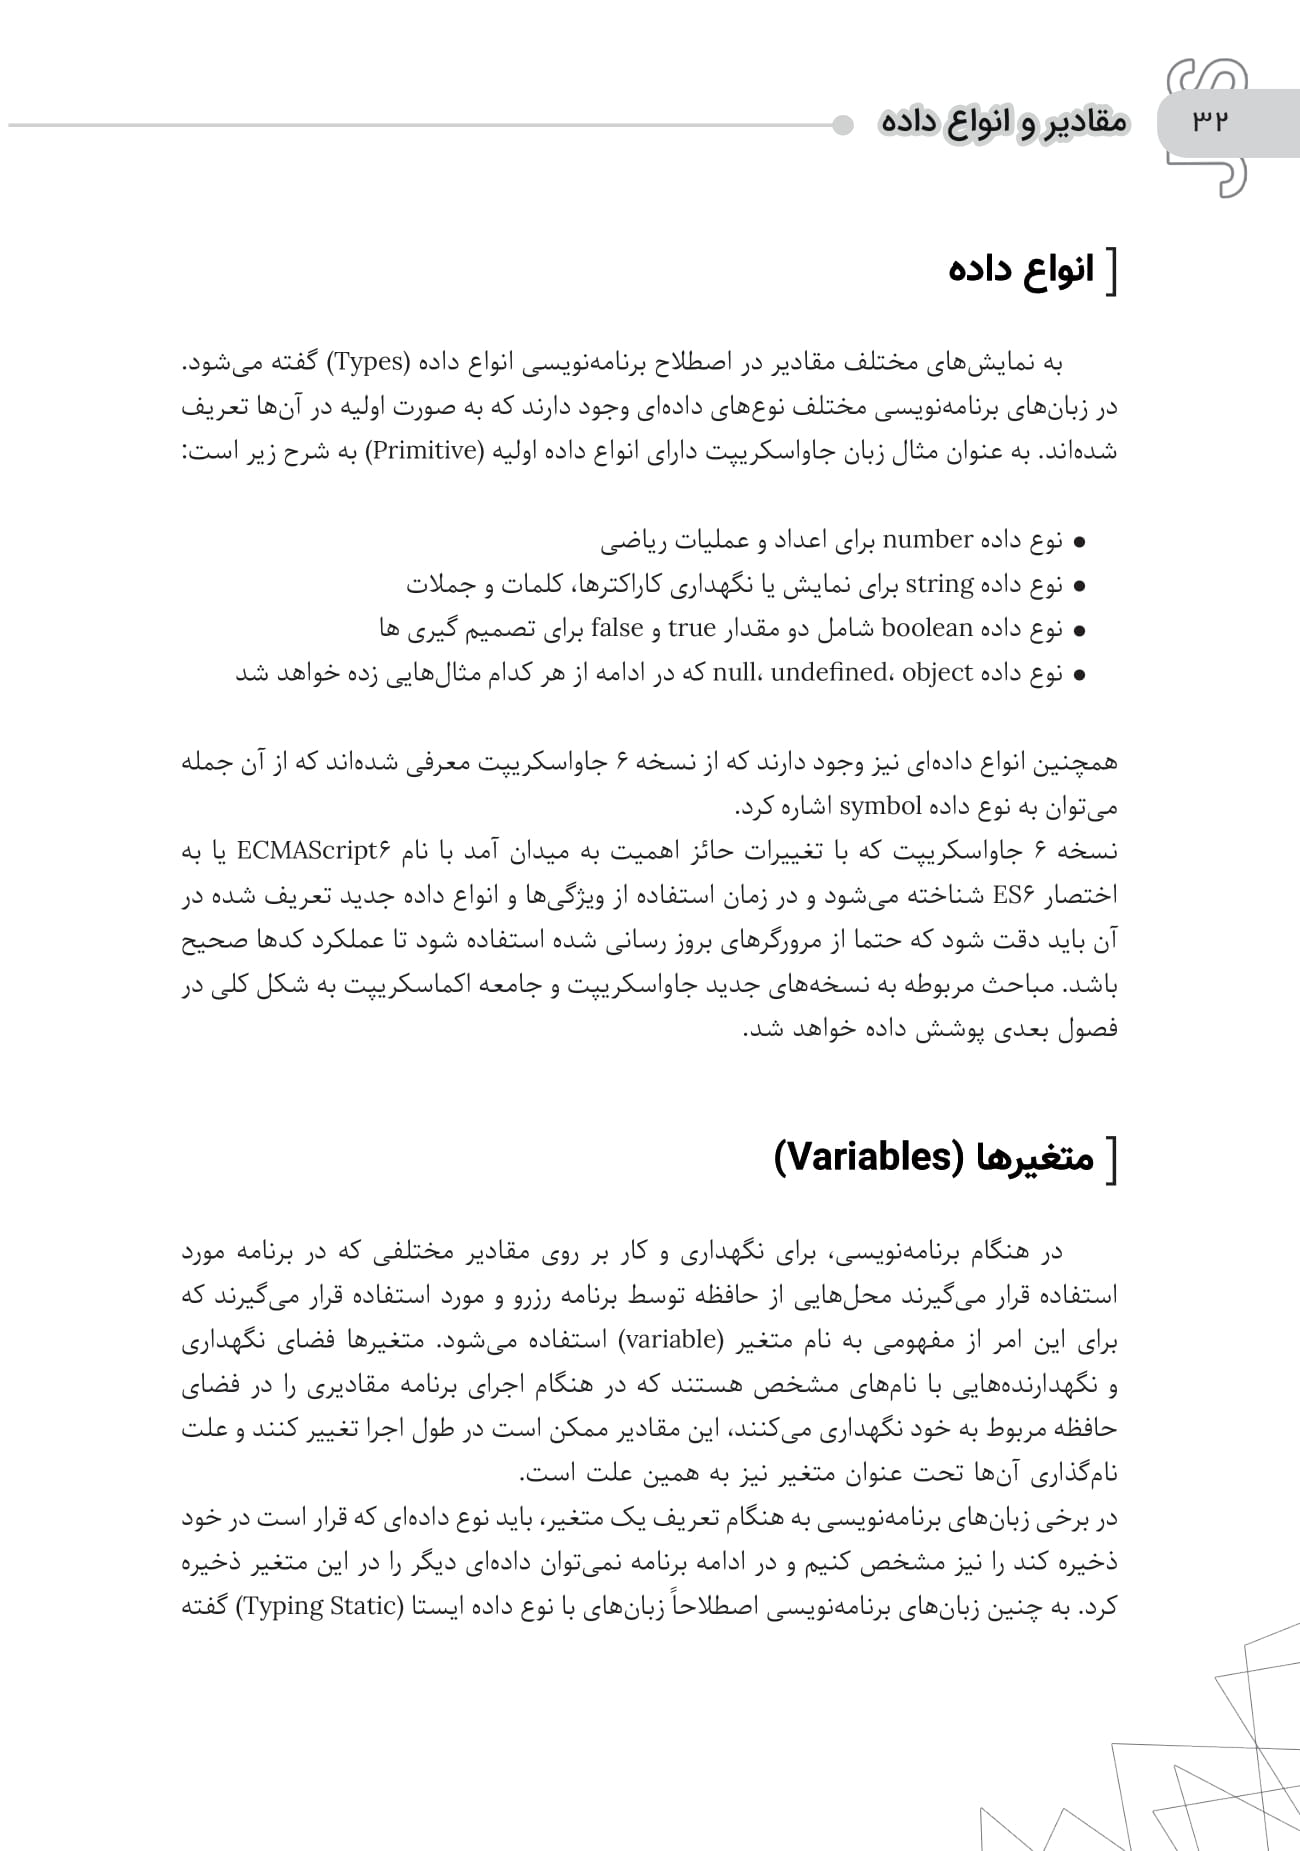 ۳۲
مقادیر و انواع داده
انواع داده
به نمایش‌های مختلف مقادیر در اصطلاح برنامه‌نویسی انواع داده (Types) گفته می‌شود.
در زبان‌های برنامه‌نویسی مختلف نوع‌های داده‌ای وجود دارند که به صورت اولیه در آن‌ها تعریف
شده‌اند. به عنوان مثال زبان جاواسکریپت دارای انواع داده اولیه (Primitive) به شرح زیر است:
● نوع داده number برای اعداد و عملیات ریاضی
● نوع داده string برای نمایش یا نگهداری کاراکترها، کلمات و جملات
● نوع داده boolean شامل دو مقدار true و false برای تصمیم گیری ها
● نوع داده null، undefined، object که در ادامه از هر کدام مثال‌هایی زده خواهد شد
همچنین انواع داده‌ای نیز وجود دارند که از نسخه ۶ جاواسکریپت معرفی شده‌اند که از آن جمله
می‌توان به نوع داده symbol اشاره کرد.
نسخه ۶ جاواسکریپت که با تغییرات حائز اهمیت به میدان آمد با نام ECMAScript۶ یا به
اختصار ES۶ شناخته می‌شود و در زمان استفاده از ویژگی‌ها و انواع داده جدید تعریف شده در
آن باید دقت شود که حتما از مرورگرهای بروز رسانی شده استفاده شود تا عملکرد کدها صحیح
باشد. مباحث مربوطه به نسخه‌های جدید جاواسکریپت و جامعه اکماسکریپت به شکل کلی در
فصول بعدی پوشش داده خواهد شد.
متغیرها (Variables)
در هنگام برنامه‌نویسی، برای نگهداری و کار بر روی مقادیر مختلفی که در برنامه مورد
استفاده قرار می‌گیرند محل‌هایی از حافظه توسط برنامه رزرو و مورد استفاده قرار می‌گیرند که
برای این امر از مفهومی به نام متغیر (variable) استفاده می‌شود. متغیرها فضای نگهداری
و نگهدارنده‌هایی با نام‌های مشخص هستند که در هنگام اجرای برنامه مقادیری را در فضای
حافظه مربوط به خود نگهداری می‌کنند، این مقادیر ممکن است در طول اجرا تغییر کنند و علت
نام‌گذاری آن‌ها تحت عنوان متغیر نیز به همین علت است.
در برخی زبان‌های برنامه‌نویسی به هنگام تعریف یک متغیر، باید نوع داده‌ای که قرار است در خود
ذخیره کند را نیز مشخص کنیم و در ادامه برنامه نمی‌توان داده‌ای دیگر را در این متغیر ذخیره
کرد. به چنین زبان‌های برنامه‌نویسی اصطلاحاً زبان‌های با نوع داده ایستا (Typing Static) گفته